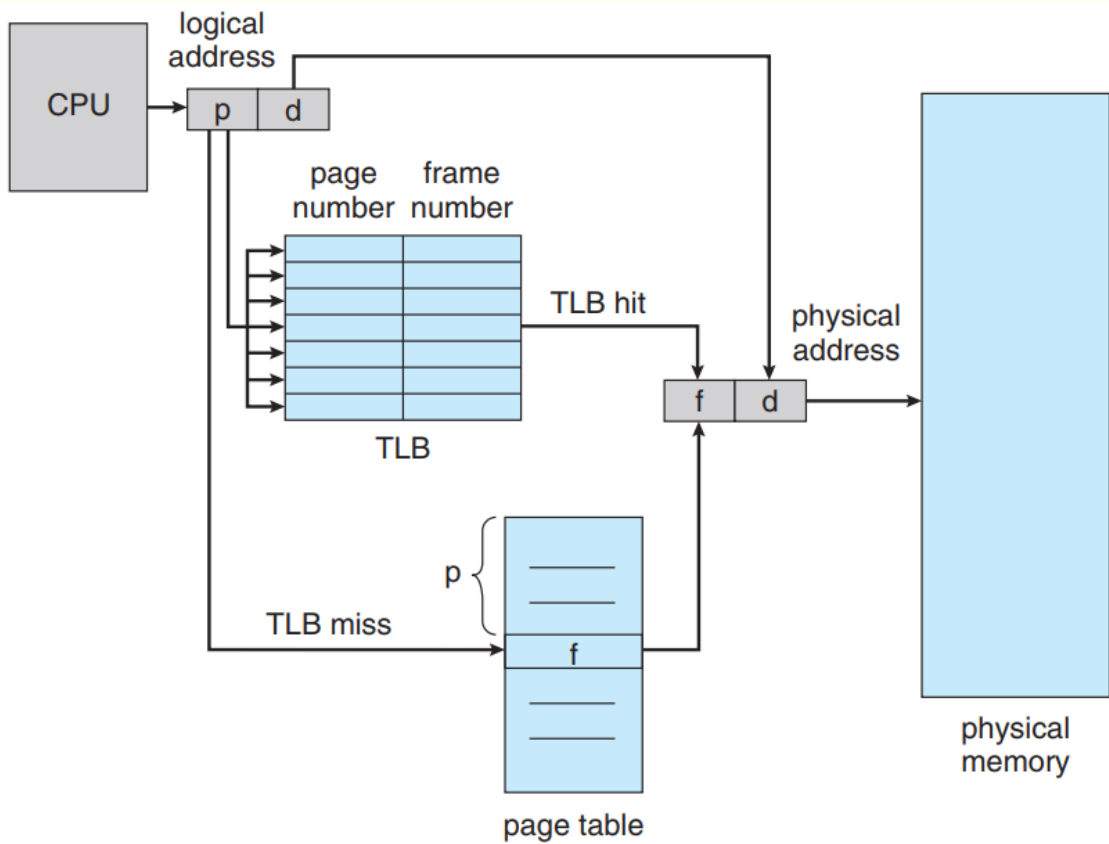 logical
address
CPU
p
d
page
number
frame
number
TLB hit
physical
address
f
d
TLB
p
TLB miss
f
physical
memory
page table